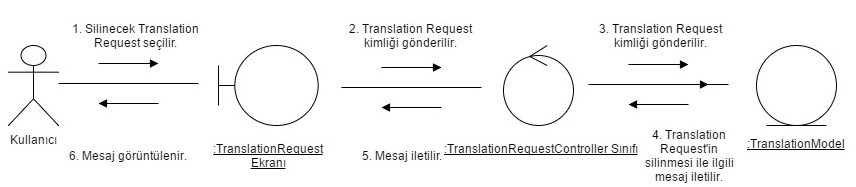 1. Silinecek Translation
Request seçilir.
2. Translation Request
kimliği gönderilir.
3. Translation Request
kimliği gönderilir.
Kullanıcı
:TranslationRequest
Ekranı
:TranslationRequestController Sınıfı
:TranslationModel
4. Translation
Request'in
silinmesi ile ilgili
mesaj iletilir.
5. Mesaj iletilir.
6. Mesaj görüntülenir.